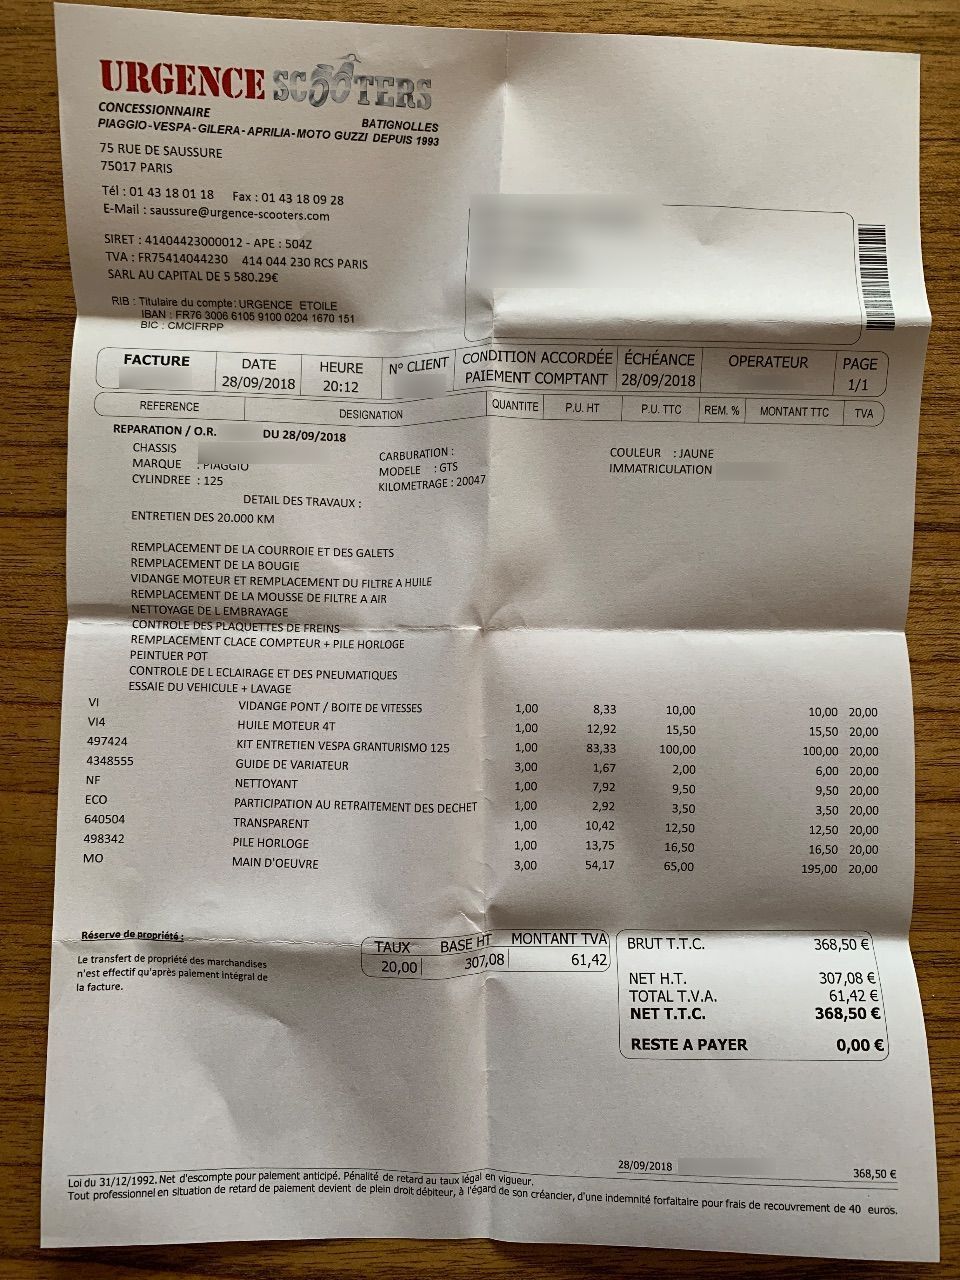 URGENCE SCOOTERS
CONCESSIONNAIRE
BATIGNOLLES
PIAGGIO-VESPA-GILERA-APRILIA-MOTO GUZZI DEPUIS 1993
75 RUE DE SAUSSURE
75017 PARIS
Tél : 01 43 18 01 18 Fax : 01 43 18 09 28
E-Mail : saussure@urgence-scooters.com
SIRET : 41404423000012 - APE : 504Z
TVA : FR75414044230 414 044 230 RCS PARIS
SARL AU CAPITAL DE 5 580.29€
RIB : Titulaire du compte: URGENCE ETOILE
IBAN : FR76 3006 6105 9100 0204 1670 151
BIC : CMCIFRPP
FACTURE DATE HEURE N° CLIENT CONDITION ACCORDÉE ÉCHÉANCE OPERATEUR PAGE
28/09/2018 20:12 PAIEMENT COMPTANT 28/09/2018 1/1
REFERENCE DESIGNATION QUANTITE P.U. HT P.U. TTC REM. % MONTANT TTC TVA
REPARATION / O.R. DU 28/09/2018
CHASSIS CARBURATION : COULEUR : JAUNE
MARQUE : PIAGGIO MODELE : GTS IMMATRICULATION
CYLINDREE : 125 KILOMETRAGE : 20047
DETAIL DES TRAVAUX :
ENTRETIEN DES 20.000 KM
REMPLACEMENT DE LA COURROIE ET DES GALETS
REMPLACEMENT DE LA BOUGIE
VIDANGE MOTEUR ET REMPLACEMENT DU FILTRE A HUILE
REMPLACEMENT DE LA MOUSSE DE FILTRE A AIR
NETTOYAGE DE L EMBRAYAGE
CONTROLE DES PLAQUETTES DE FREINS
REMPLACEMENT CLACE COMPTEUR + PILE HORLOGE
PEINTUER POT
CONTROLE DE L ECLAIRAGE ET DES PNEUMATIQUES
ESSAIE DU VEHICULE + LAVAGE
VI VIDANGE PONT / BOITE DE VITESSES 1,00 8,33 10,00 10,00 20,00
VI4 HUILE MOTEUR 4T 1,00 12,92 15,50 15,50 20,00
497424 KIT ENTRETIEN VESPA GRANTURISMO 125 1,00 83,33 100,00 100,00 20,00
4348555 GUIDE DE VARIATEUR 3,00 1,67 2,00 6,00 20,00
NF NETTOYANT 1,00 7,92 9,50 9,50 20,00
ECO PARTICIPATION AU RETRAITEMENT DES DECHET 1,00 2,92 3,50 3,50 20,00
640504 TRANSPARENT 1,00 10,42 12,50 12,50 20,00
498342 PILE HORLOGE 1,00 13,75 16,50 16,50 20,00
MO MAIN D'OEUVRE 3,00 54,17 65,00 195,00 20,00
Réserve de propriété :
Le transfert de propriété des marchandises
n'est effectif qu'après paiement intégral de
la facture.
TAUX BASE HT MONTANT TVA
20,00 307,08 61,42
BRUT T.T.C. 368,50 €
NET H.T. 307,08 €
TOTAL T.V.A. 61,42 €
NET T.T.C. 368,50 €
RESTE A PAYER 0,00 €
28/09/2018 368,50 €
Loi du 31/12/1992. Net d'escompte pour paiement anticipé. Pénalité de retard au taux légal en vigueur.
Tout professionnel en situation de retard de paiement devient de plein droit débiteur, à l'égard de son créancier, d'une indemnité forfaitaire pour frais de recouvrement de 40 euros.